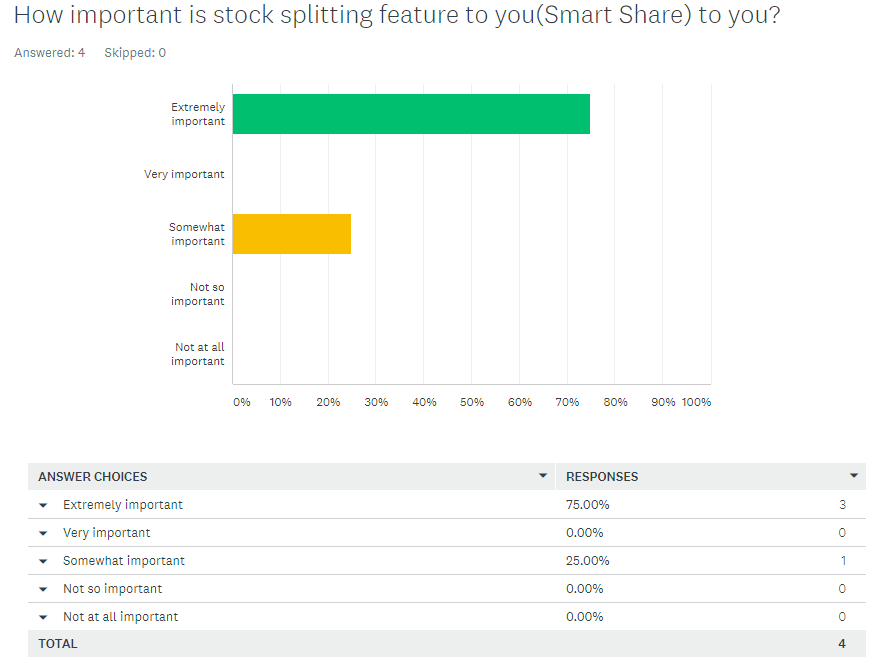 How important is stock splitting feature to you(Smart Share) to you?
Answered: 4 Skipped: 0
Extremely
important
Very important
Somewhat
important
Not so
important
Not at all
important
0% 10% 20% 30% 40% 50% 60% 70% 80% 90% 100%
ANSWER CHOICES RESPONSES
Extremely important 75.00% 3
Very important 0.00% 0
Somewhat important 25.00% 1
Not so important 0.00% 0
Not at all important 0.00% 0
TOTAL 4